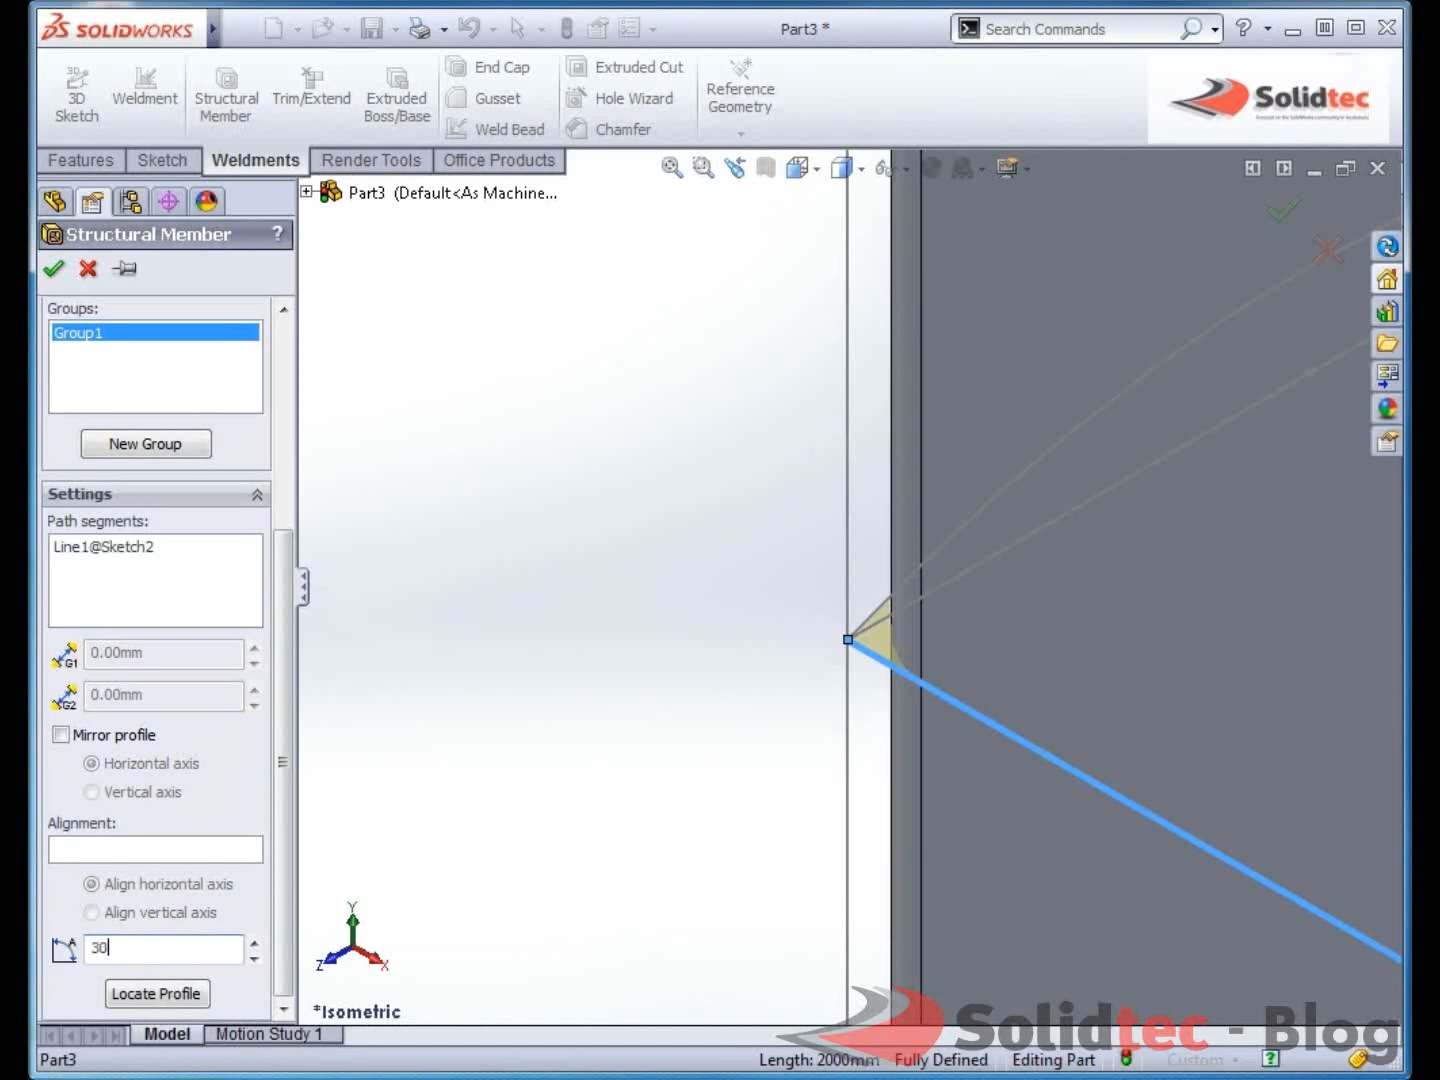 SOLIDWORKS
Part3 *
Search Commands
?
3D Sketch
Weldment
Structural Member
Trim/Extend
Extruded Boss/Base
End Cap
Gusset
Weld Bead
Extruded Cut
Hole Wizard
Chamfer
Reference Geometry
Solidtec
Features
Sketch
Weldments
Render Tools
Office Products
Part3 (Default<As Machine...
Structural Member ?
Groups:
Group1
New Group
Settings
Path segments:
Line1@Sketch2
G1 0.00mm
G2 0.00mm
Mirror profile
Horizontal axis
Vertical axis
Alignment:
Align horizontal axis
Align vertical axis
A 30
Locate Profile
Y
Z
X
*Isometric
Solidtec - Blog
Model
Motion Study 1
Part3
Length: 2000mm
Fully Defined
Editing Part
Custom
?